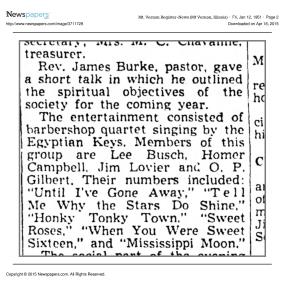 Newspapers
Mt. Vernon Register-News (Mt Vernon, Illinois) · Fri, Jan 12, 1951 · Page 2
http://www.newspapers.com/image/3711728
Downloaded on Apr 16, 2015
secretary, Mrs. M. C. Chavanne,
treasurer.
Rev. James Burke, pastor, gave
a short talk in which he outlined
the spiritual objectives of the
society for the coming year.
The entertainment consisted of
barbershop quartet singing by the
Egyptian Keys. Members of this
group are Lee Busch, Homer
Campbell, Jim Lovier and O. P.
Gilbert. Their numbers included:
"Until I've Gone Away," "Tell
Me Why the Stars Do Shine,"
"Honky Tonky Town," "Sweet
Roses," "When You Were Sweet
Sixteen," and "Mississippi Moon."
The social part of the evening
M
re
ho
ci
hi
C
an
of
m
Ji
S
Copyright © 2015 Newspapers.com. All Rights Reserved.